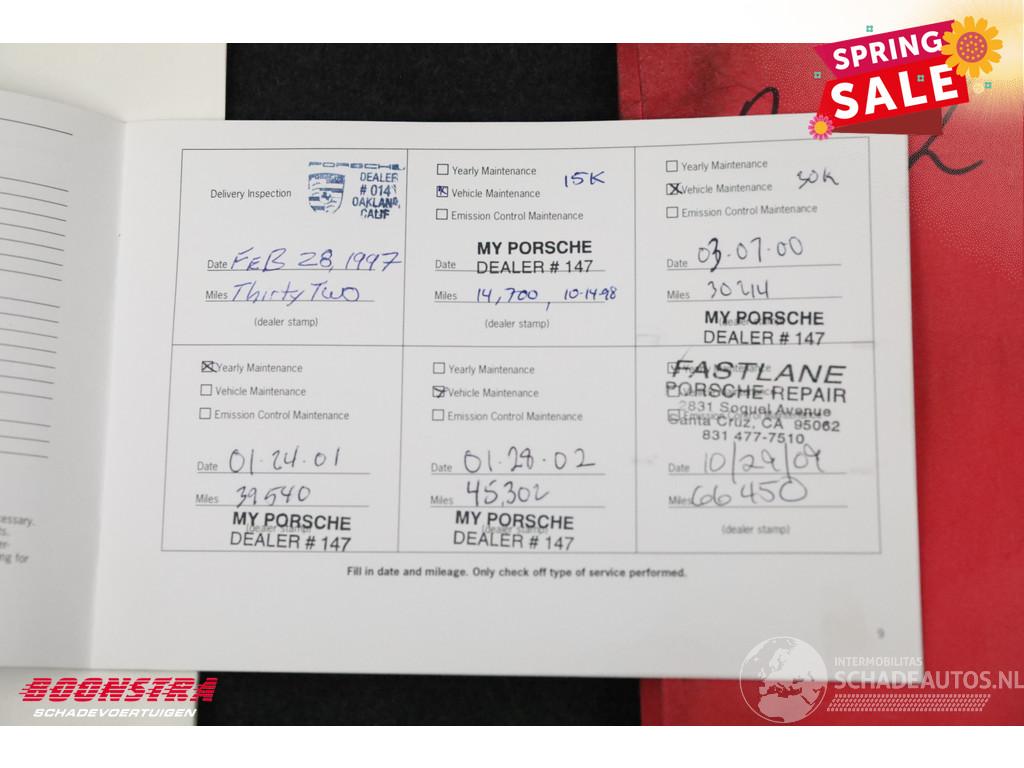 SPRING
SALE
Delivery Inspection
PORSCHE
DEALER
# 014
OAKLAND,
CALIF
Date FEB 28, 1997
Miles Thirty Two
(dealer stamp)
Yearly Maintenance
15K
Vehicle Maintenance
Emission Control Maintenance
MY PORSCHE
Date DEALER # 147
Miles 14,700, 10-14-98
(dealer stamp)
Yearly Maintenance
30K
Vehicle Maintenance
Emission Control Maintenance
Date 03-07-00
Miles 30214
MY PORSCHE
DEALER # 147
Yearly Maintenance
Vehicle Maintenance
Emission Control Maintenance
Date 01-24-01
Miles 39540
MY PORSCHE
DEALER # 147
Yearly Maintenance
Vehicle Maintenance
Emission Control Maintenance
Date 01-28-02
Miles 45,302
MY PORSCHE
DEALER # 147
FASTLANE
PORSCHE REPAIR
2831 Soquel Avenue
Santa Cruz, CA 95062
831 477-7510
Date 10/29/09
Miles 66450
(dealer stamp)
Fill in date and mileage. Only check off type of service performed.
9
ng for
BOONSTRA
SCHADEVOERTUIGEN
INTERMOBILITAS
SCHADEAUTOS.NL